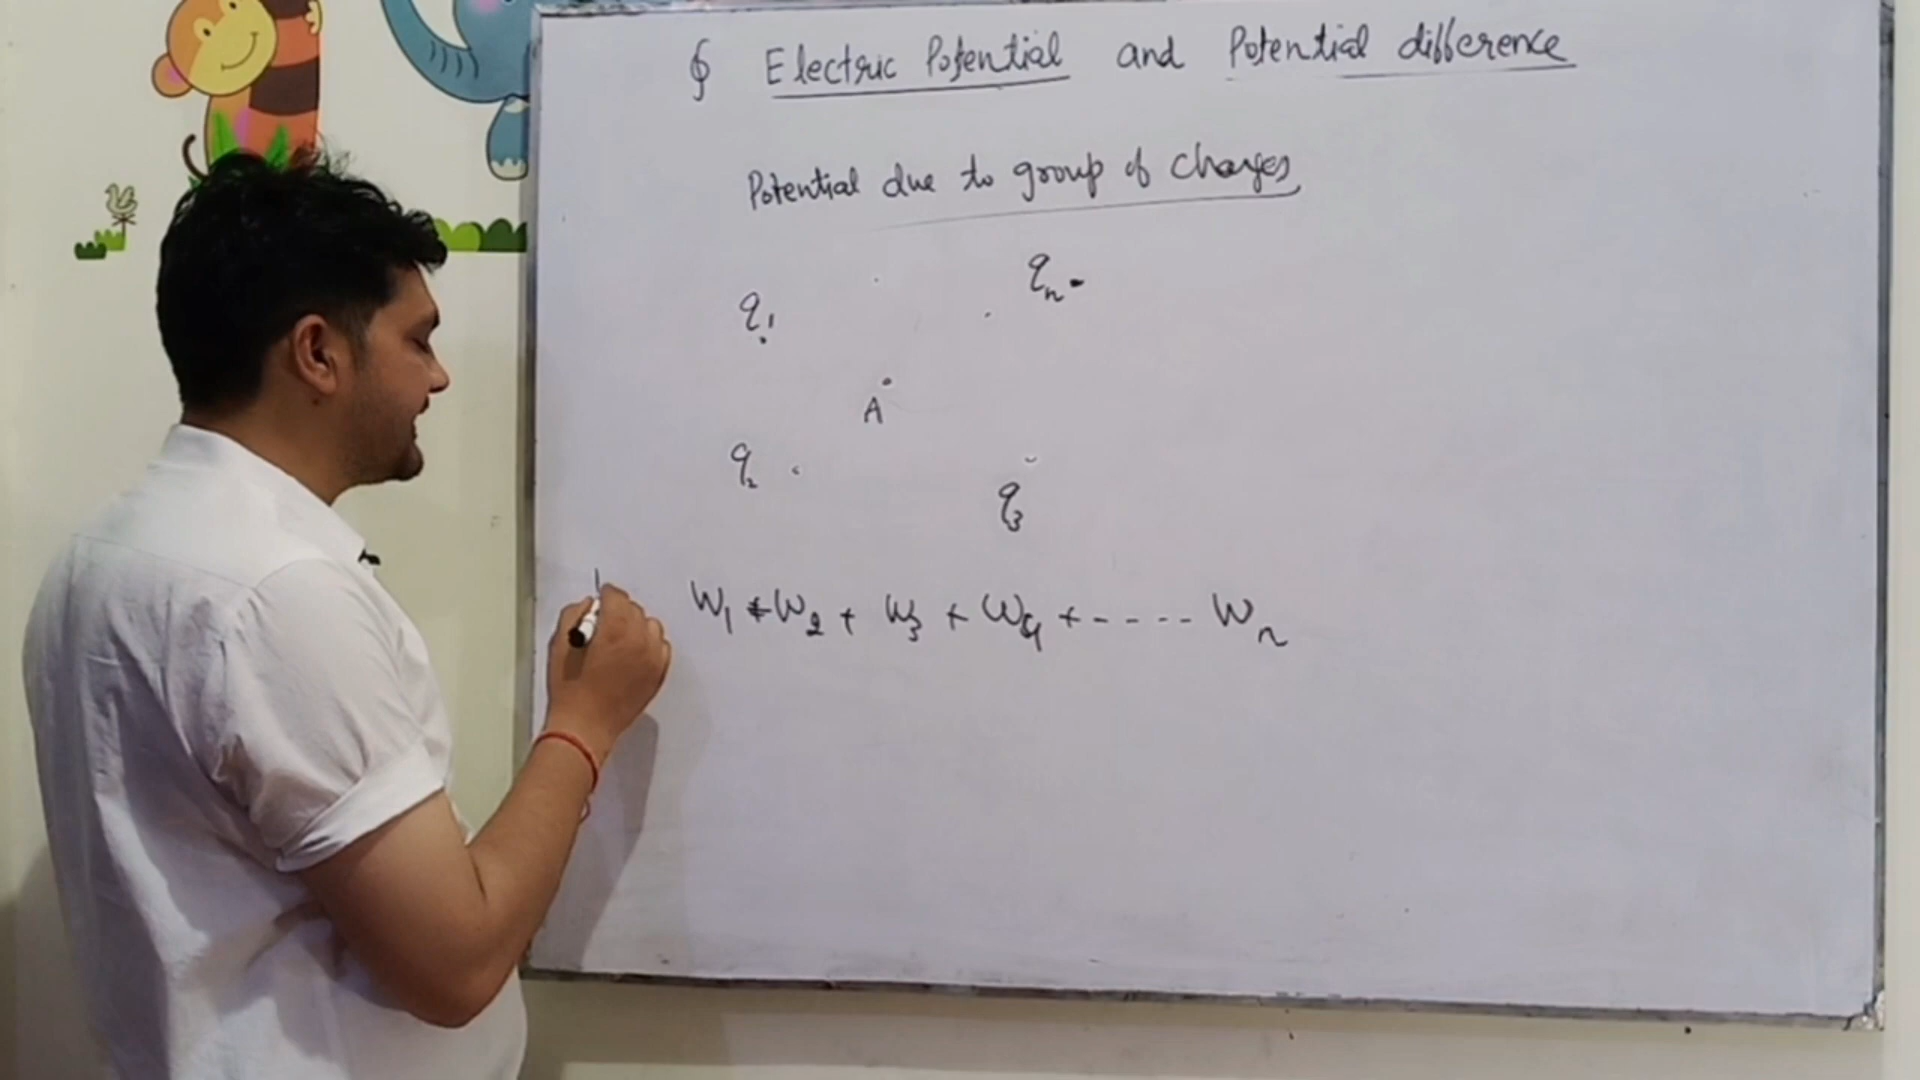 § Electric Potential and Potential difference
Potential due to group of charges
q₁
qₙ
A
q₂
q₃
W₁ + W₂ + W₃ + W₄ + - - - - Wₙ